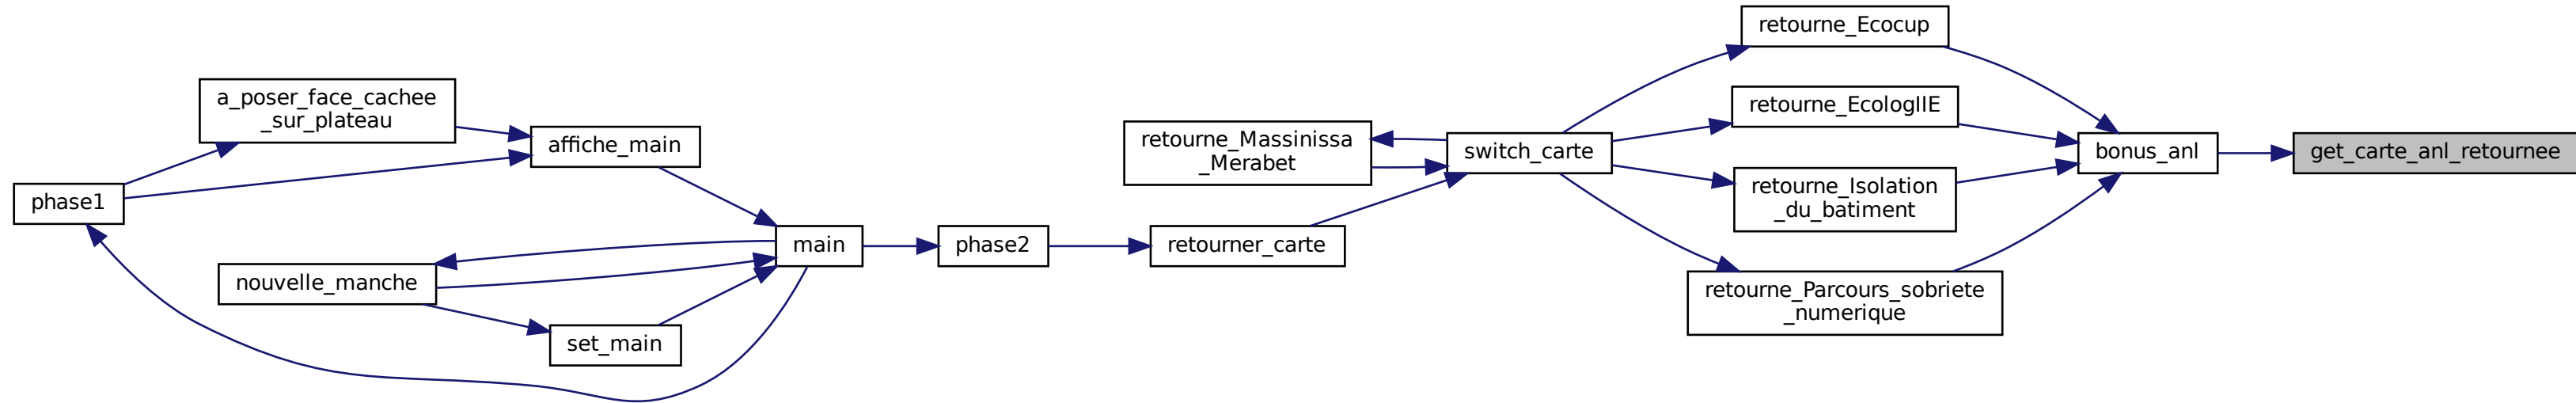 phase1
a_poser_face_cachee
_sur_plateau
affiche_main
nouvelle_manche
set_main
main
phase2
retourne_Massinissa
_Merabet
retourner_carte
switch_carte
retourne_Ecocup
retourne_EcologIIE
retourne_Isolation
_du_batiment
retourne_Parcours_sobriete
_numerique
bonus_anl
get_carte_anl_retournee